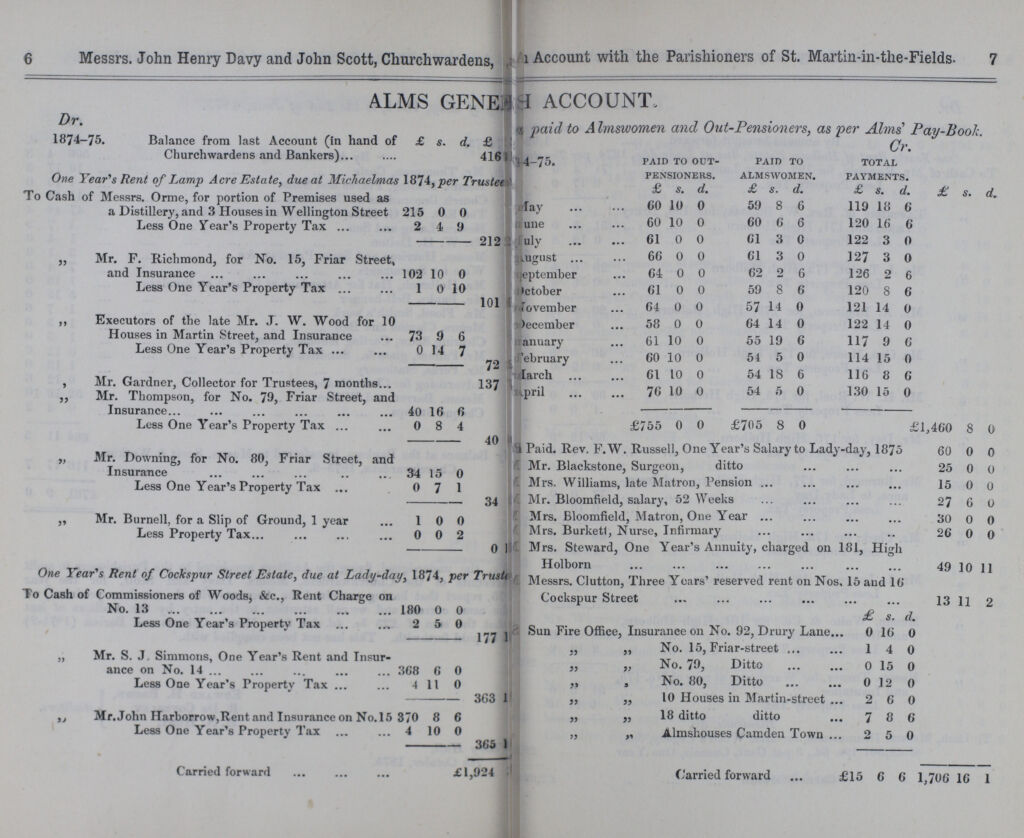 6 Messrs. John Henry Davy and John Scott, Churchwardens,
ALMS GENE
Dr.
1874-75. Balance from last Account (in hand of £ s. d. £
Churchwardens and Bankers)... ... 416
One Year's Rent of Lamp Acre Estate, due at Michaelmas 1874, per Trustee
To Cash of Messrs. Orme, for portion of Premises used as
a Distillery, and 3 Houses in Wellington Street 215 0 0
Less One Year's Property Tax ... ... 2 4 9
212
„ Mr. F. Richmond, for No. 15, Friar Street,
and Insurance ... ... ... ... ... 102 10 0
Less One Year's Property Tax ... ... 1 0 10
101
„ Executors of the late Mr. J. W. Wood for 10
Houses in Martin Street, and Insurance 73 9 6
Less One Year's Property Tax ... ... 0 14 7
72
, Mr. Gardner, Collector for Trustees, 7 months... 137
„ Mr. Thompson, for No. 79, Friar Street, and
Insurance... ... ... ... ... ... 40 16 6
Less One Year's Property Tax ... ... 0 8 4
40
„ Mr. Downing, for No. 80, Friar Street, and
Insurance ... ... ... ... .. ... 34 15 0
Less One Year's Property Tax ... 0 7 1
34
„ Mr. Burnell, for a Slip of Ground, 1 year ... 1 0 0
Less Property Tax... ... ... ... 0 0 2
0
One Year's Rent of Cockspur Street Estate, due at Lady-day, 1874, per Truste
To Cash of Commissioners of Woods, &c., Rent Charge on
No. 13 ... ... ... ... ... ... 180 0 0
Less One Year's Property Tax ... ... 2 5 0
177 1
„ Mr. S. J. Simmons, One Year's Rent and Insur-
ance on No. 14 ... ... ... ... ... 368 6 0
Less One Year's Property Tax ... ... 4 11 0
363 1
„ Mr. John Harborrow, Rent and Insurance on No. 15 370 8 6
Less One Year's Property Tax ... ... 4 10 0
365 1
Carried forward ... ... ... £1,924
Account with the Parishioners of St. Martin-in-the-Fields. 7
H ACCOUNT.
paid to Almswomen and Out-Pensioners, as per Alms' Pay-Book.
Cr.
4-75. PAID TO OUT- PAID TO TOTAL
PENSIONERS. ALMSWOMEN. PAYMENTS.
£ s. d. £ s. d. £ s. d. £ s. d.
May ... ... 60 10 0 59 8 6 119 18 6
une ... ... 60 10 0 60 6 6 120 16 6
July ... ... 61 0 0 61 3 0 122 3 0
August ... ... 66 0 0 61 3 0 127 3 0
eptember ... 64 0 0 62 2 6 126 2 6
October ... 61 0 0 59 8 6 120 8 6
November ... 64 0 0 57 14 0 121 14 0
December ... 58 0 0 64 14 0 122 14 0
anuary ... 61 10 0 55 19 6 117 9 6
February ... 60 10 0 54 5 0 114 15 0
March ... ... 61 10 0 54 18 6 116 8 6
April ... ... 76 10 0 54 5 0 130 15 0
£755 0 0 £705 8 0 £1,460 8 0
Paid. Rev. F.W. Russell, One Year's Salary to Lady-day, 1875 60 0 0
Mr. Blackstone, Surgeon, ditto ... ... ... 25 0 0
Mrs. Williams, late Matron, Pension ... ... ... ... 15 0 0
Mr. Bloomfield, salary, 52 Weeks ... ... ... ... 27 6 0
Mrs. Bloomfield, Matron, One Year ... ... ... ... 30 0 0
Mrs. Burkett, Nurse, Infirmary ... ... ... .. 26 0 0
Mrs. Steward, One Year's Annuity, charged on 181, High
Holborn ... ... ... ... ... ... ... 49 10 11
Messrs. Clutton, Three Years' reserved rent on Nos. 15 and 16
Cockspur Street ... ... ... ... ... ... 13 11 2
£ s. d.
Sun Fire Office, Insurance on No. 92, Drury Lane... 0 16 0
„ „ No. 15, Friar-street ... ... 1 4 0
„ „ No. 79, Ditto ... ... 0 15 0
„ „ No. 80, Ditto ... ... 0 12 0
„ „ 10 Houses in Martin-street ... 2 6 0
„ „ 18 ditto ditto ... 7 8 6
„ „ Almshouses Camden Town ... 2 5 0
Carried forward ... £15 6 6 1,706 16 1